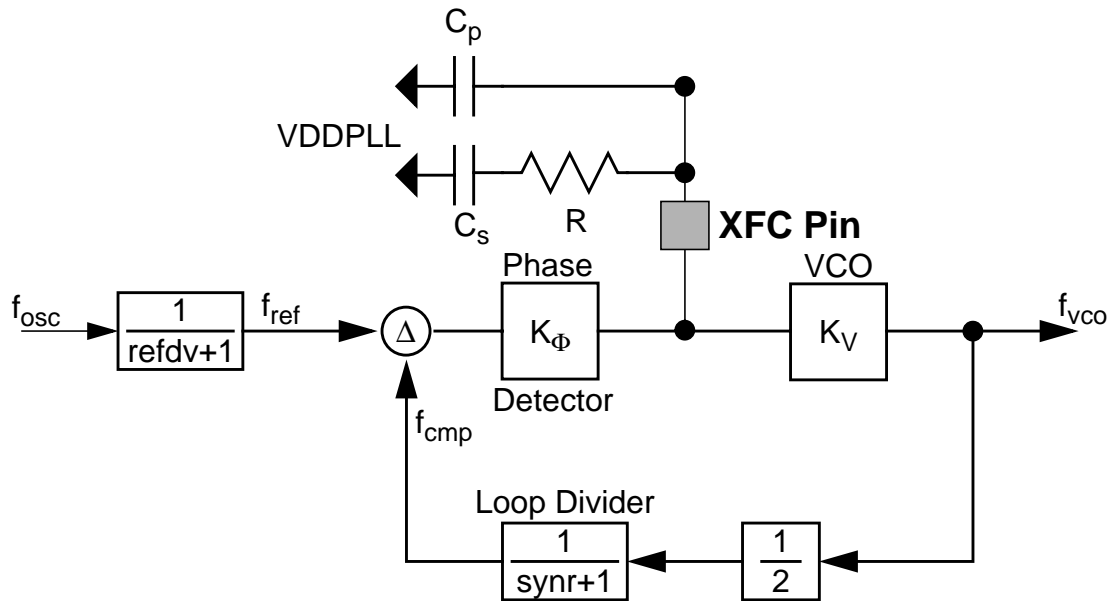 Cp
VDDPLL
Cs
R
XFC Pin
Phase
VCO
fosc
1
refdv+1
fref
Δ
KΦ
KV
fvco
Detector
fcmp
Loop Divider
1
synr+1
1
2